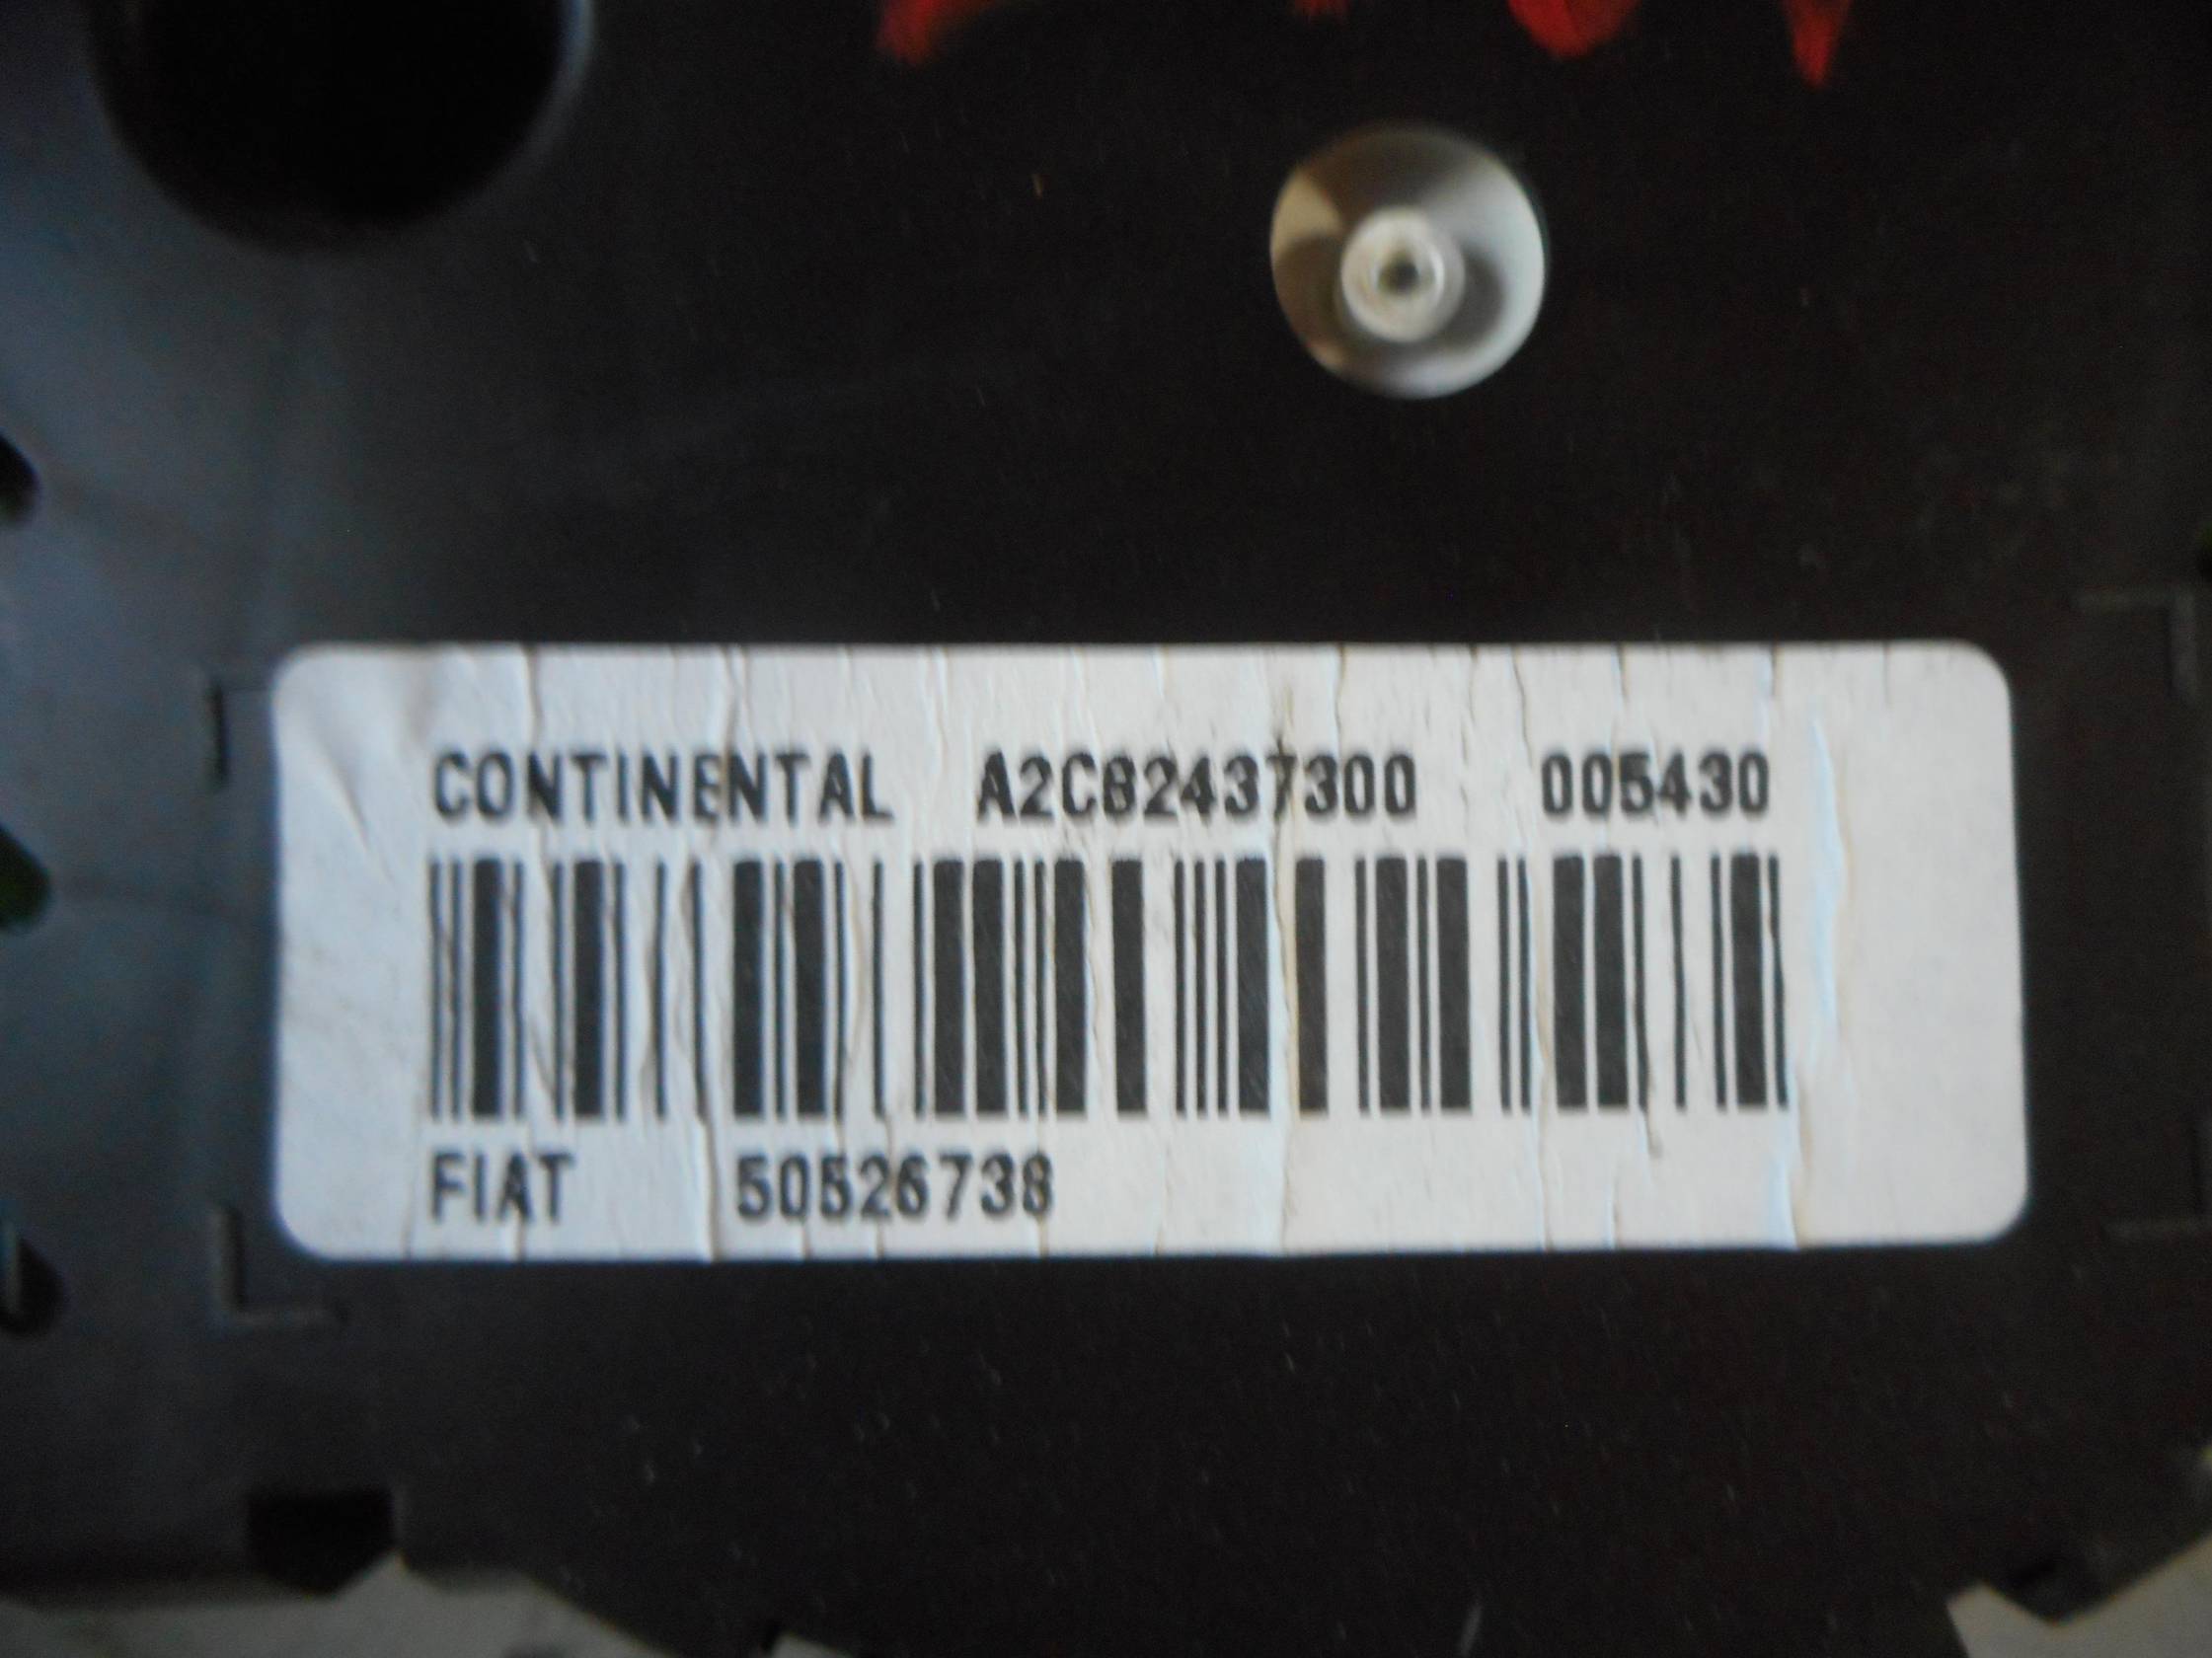 CONTINENTAL A2C82437300 005430
FIAT 50526738